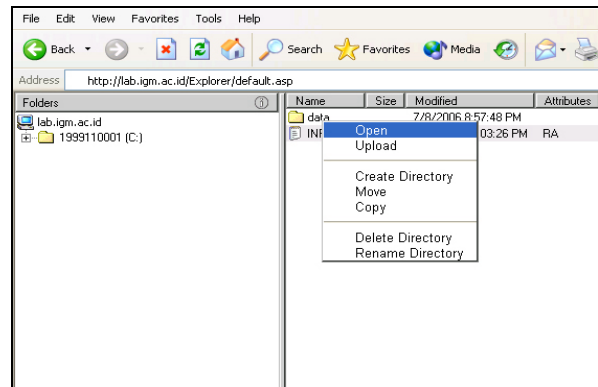 File Edit View Favorites Tools Help
Back Search Favorites Media
Address http://lab.igm.ac.id/Explorer/default.asp
Folders Name Size Modified Attributes
lab.igm.ac.id data 7/8/2006 8:57:48 PM
1999110001 (C:) 03:26 PM RA
Open
Upload
Create Directory
Move
Copy
Delete Directory
Rename Directory